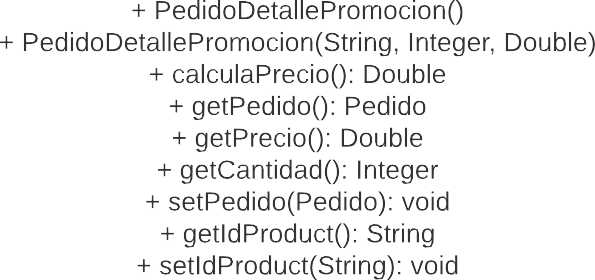 + PedidoDetallePromocion()
+ PedidoDetallePromocion(String, Integer, Double)
+ calculaPrecio(): Double
+ getPedido(): Pedido
+ getPrecio(): Double
+ getCantidad(): Integer
+ setPedido(Pedido): void
+ getIdProduct(): String
+ setIdProduct(String): void